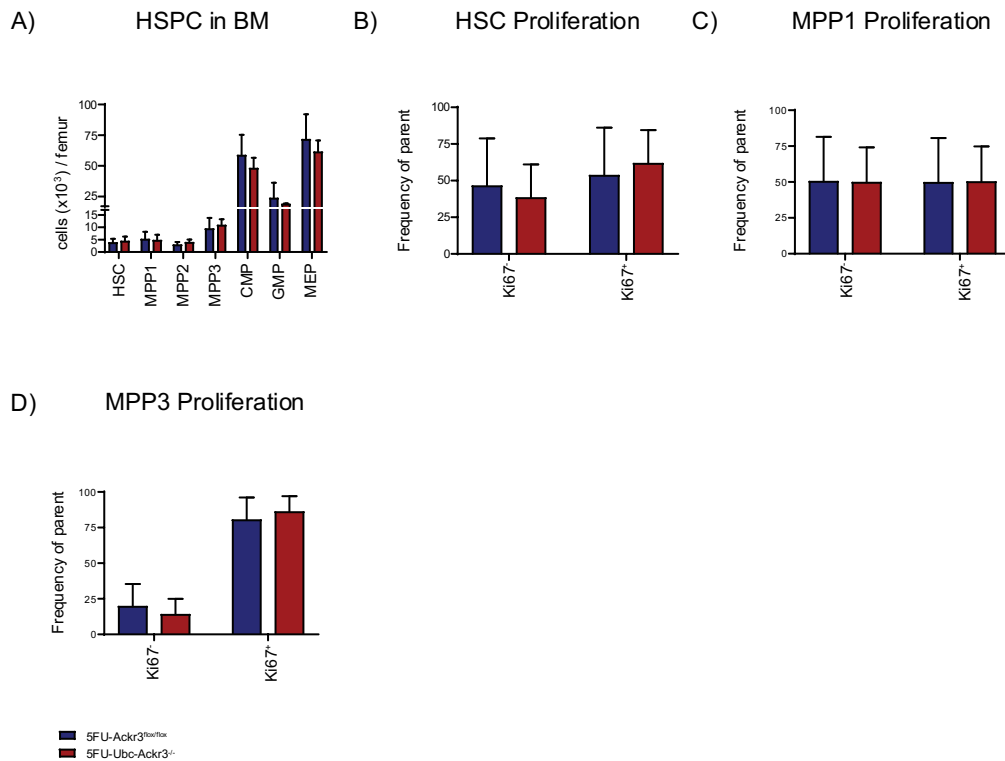 A) HSPC in BM
B) HSC Proliferation
C) MPP1 Proliferation
cells (x10³) / femur
100
75
50
25
15
10
5
0
HSC
MPP1
MPP2
MPP3
CMP
GMP
MEP
Frequency of parent
100
75
50
25
0
Ki67⁻
Ki67⁺
Frequency of parent
100
75
50
25
0
Ki67⁻
Ki67⁺
D) MPP3 Proliferation
Frequency of parent
100
75
50
25
0
Ki67⁻
Ki67⁺
5FU-Ackr3flox/flox
5FU-Ubc-Ackr3⁻/⁻